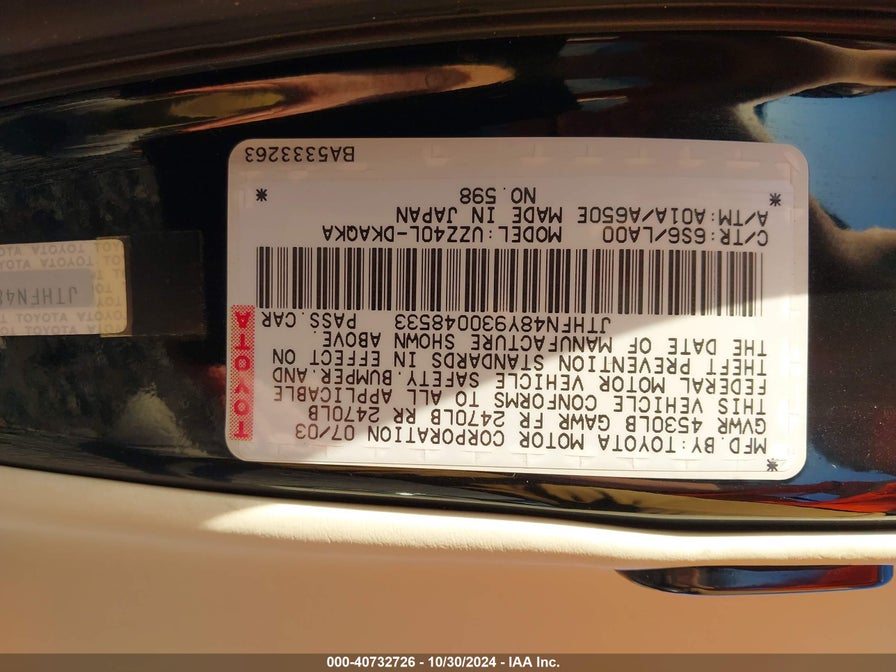 MFD. BY: TOYOTA MOTOR CORPORATION 07/03
GVWR 4530LB GAWR FR 2470LB RR 2470LB
THIS VEHICLE CONFORMS TO ALL APPLICABLE
FEDERAL MOTOR VEHICLE SAFETY, BUMPER, AND
THEFT PREVENTION STANDARDS IN EFFECT ON
THE DATE OF MANUFACTURE SHOWN ABOVE.
JTHFN48Y930048533 PASS. CAR
C/TR: 6S6/LA00 MODEL: UZZ40L-DKAQKA
A/TM: A01A/A650E MADE IN JAPAN
NO. 598
BA53333263
TOYOTA
JTHFN48
TOYOTA TOYOTA
000-40732726 - 10/30/2024 - IAA Inc.